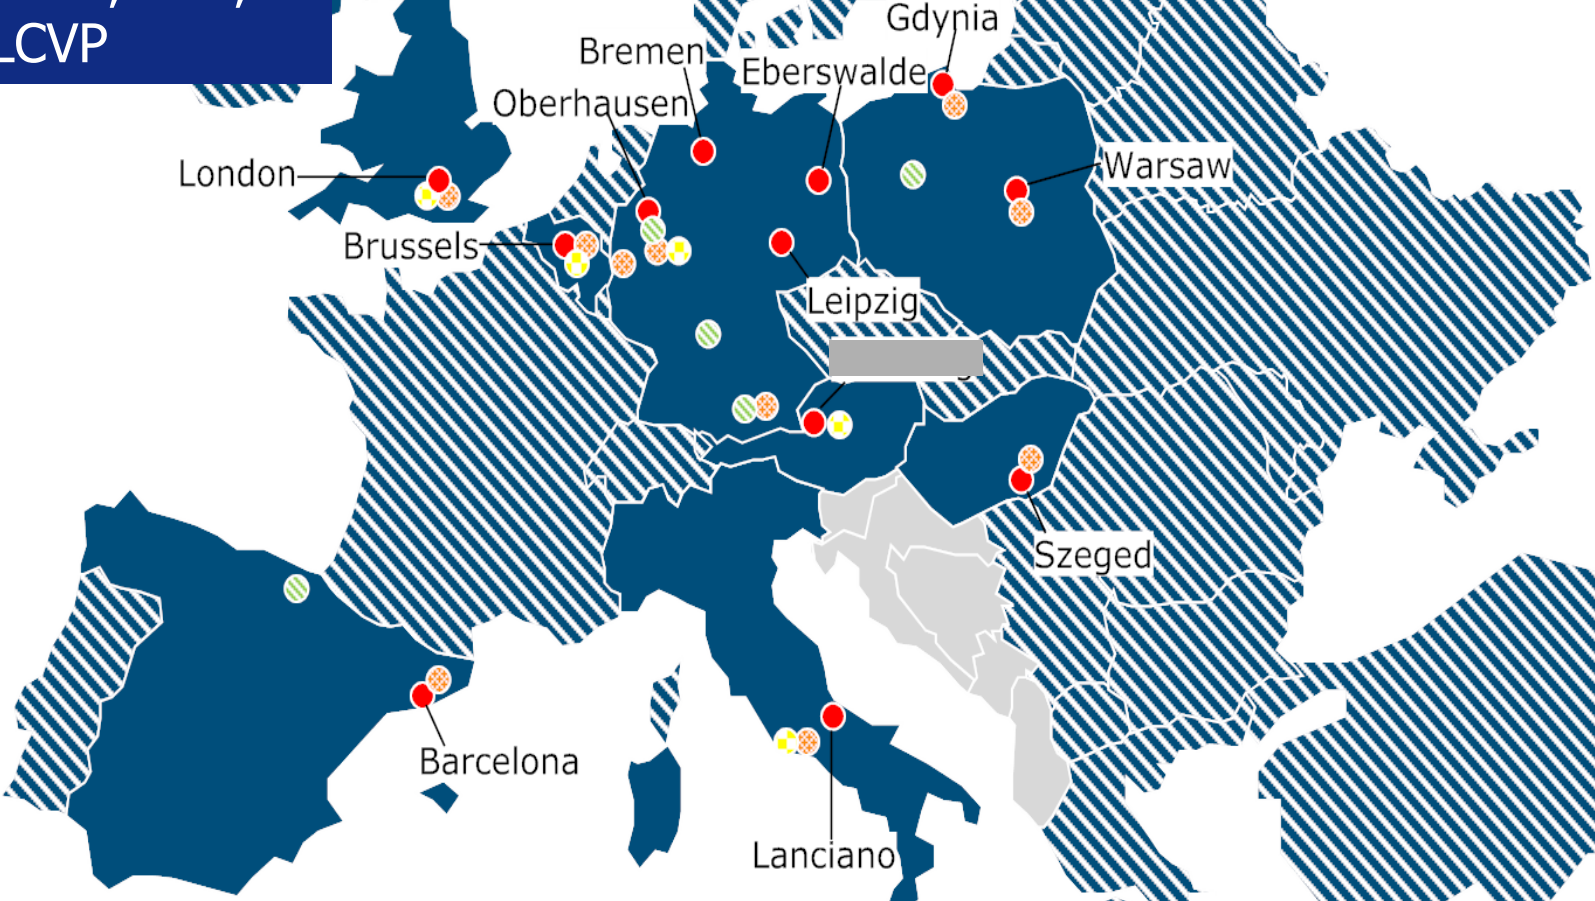 LCVP
Gdynia
Bremen
Eberswalde
Oberhausen
Warsaw
London
Brussels
Leipzig
Szeged
Barcelona
Lanciano